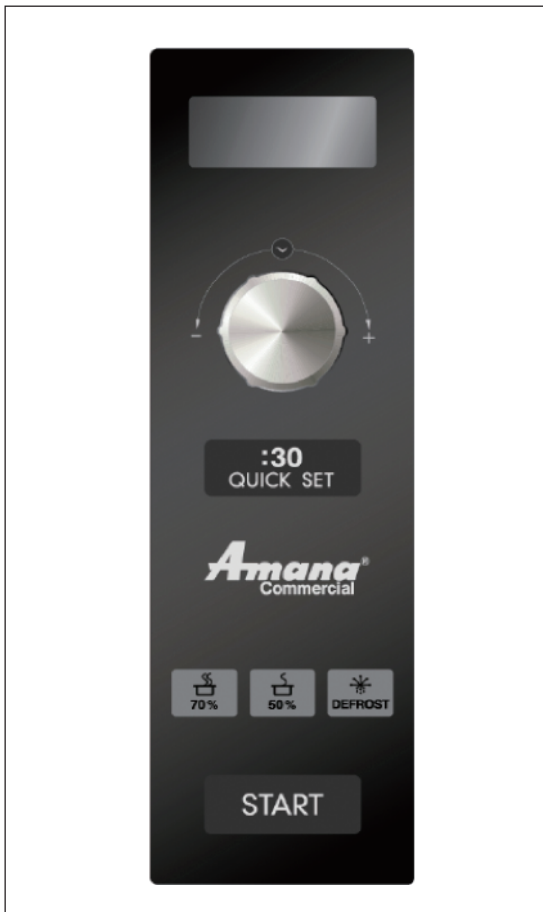 - +
:30
QUICK SET
Amana®
Commercial
70%
50%
DEFROST
START